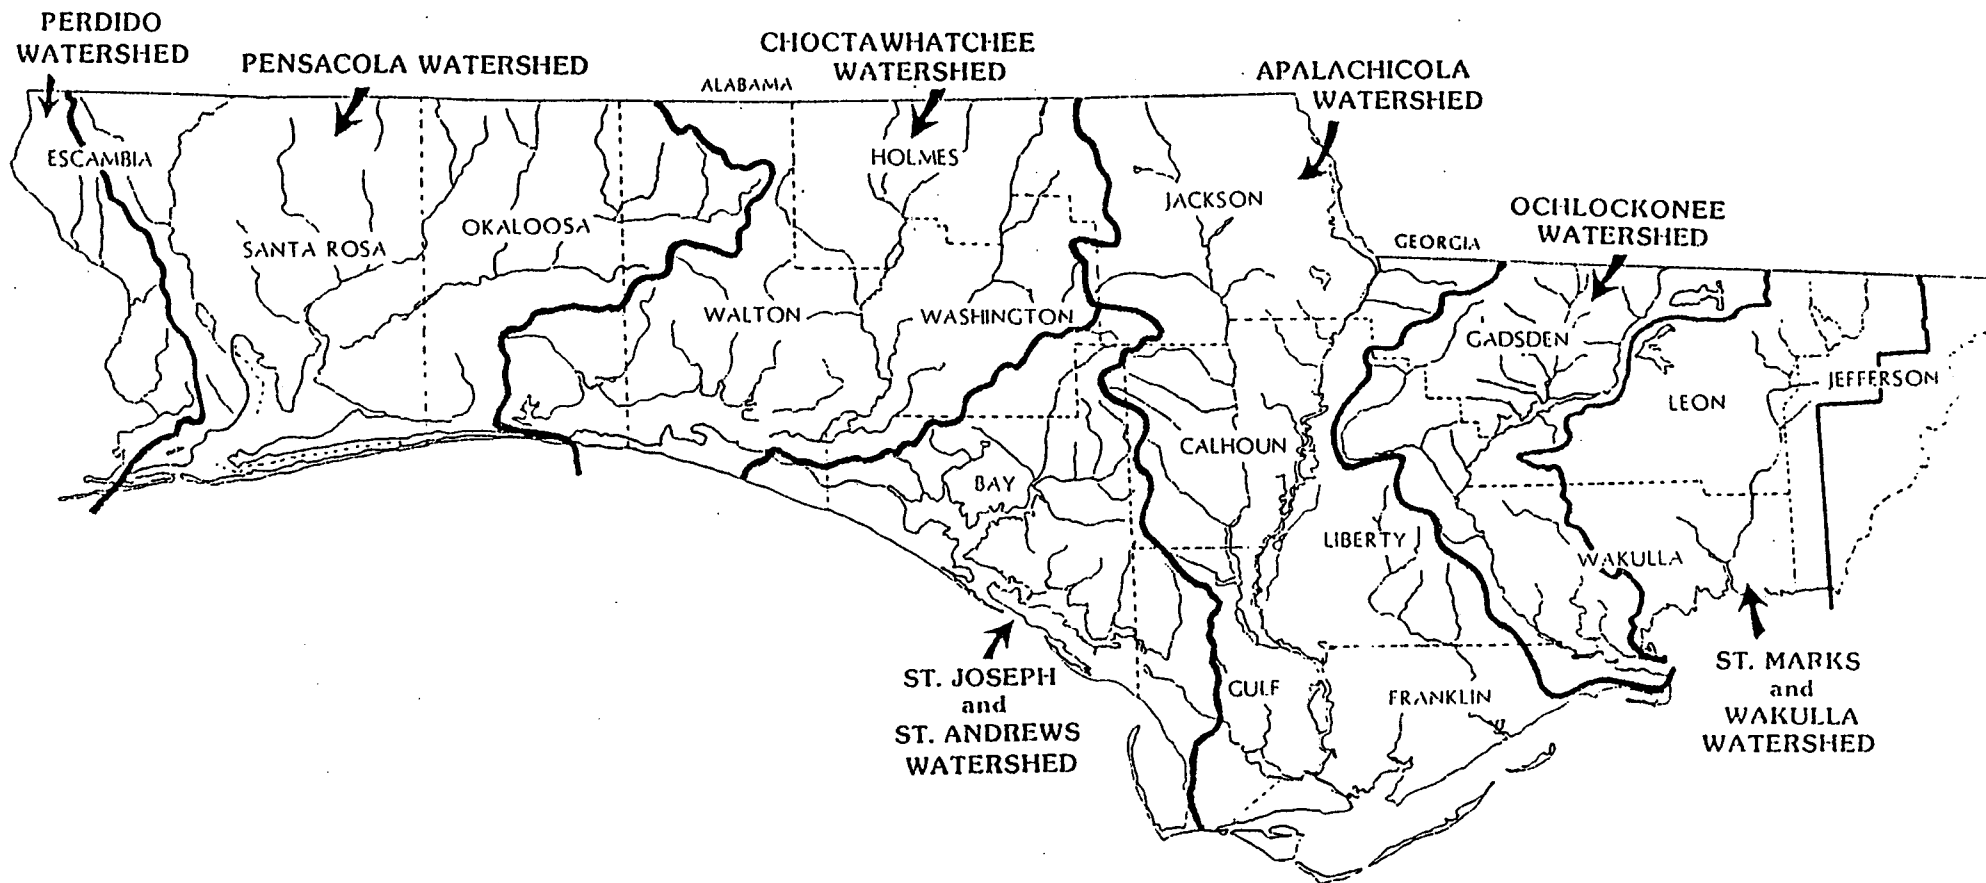 PERDIDO
WATERSHED
PENSACOLA WATERSHED
CHOCTAWHATCHEE
WATERSHED
ALABAMA
APALACHICOLA
WATERSHED
ESCAMBIA
HOLMES
JACKSON
OCHLOCKONEE
WATERSHED
SANTA ROSA
OKALOOSA
GEORGIA
WALTON
WASHINGTON
GADSDEN
JEFFERSON
LEON
CALHOUN
BAY
LIBERTY
WAKULLA
ST. JOSEPH
and
ST. ANDREWS
WATERSHED
GULF
FRANKLIN
ST. MARKS
and
WAKULLA
WATERSHED